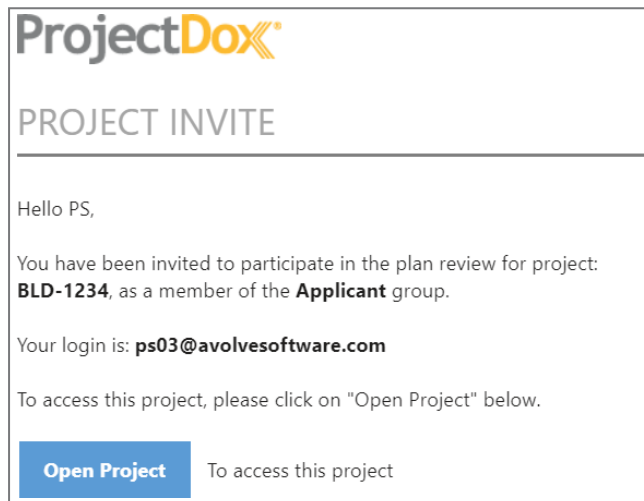 ProjectDox®
PROJECT INVITE
Hello PS,
You have been invited to participate in the plan review for project:
BLD-1234, as a member of the Applicant group.
Your login is: ps03@avolvesoftware.com
To access this project, please click on "Open Project" below.
Open Project To access this project